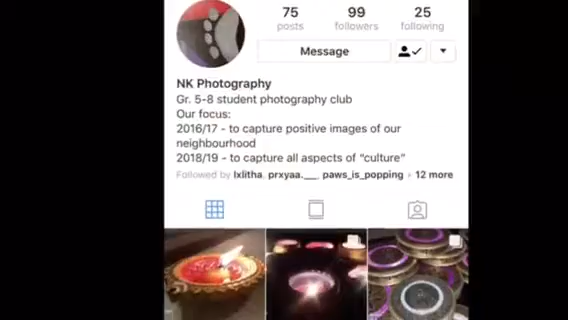 75 99 25
posts followers following
Message
NK Photography
Gr. 5-8 student photography club
Our focus:
2016/17 - to capture positive images of our
neighbourhood
2018/19 - to capture all aspects of “culture”
Followed by lxlitha, prxyaa.__, paws_is_popping › 12 more